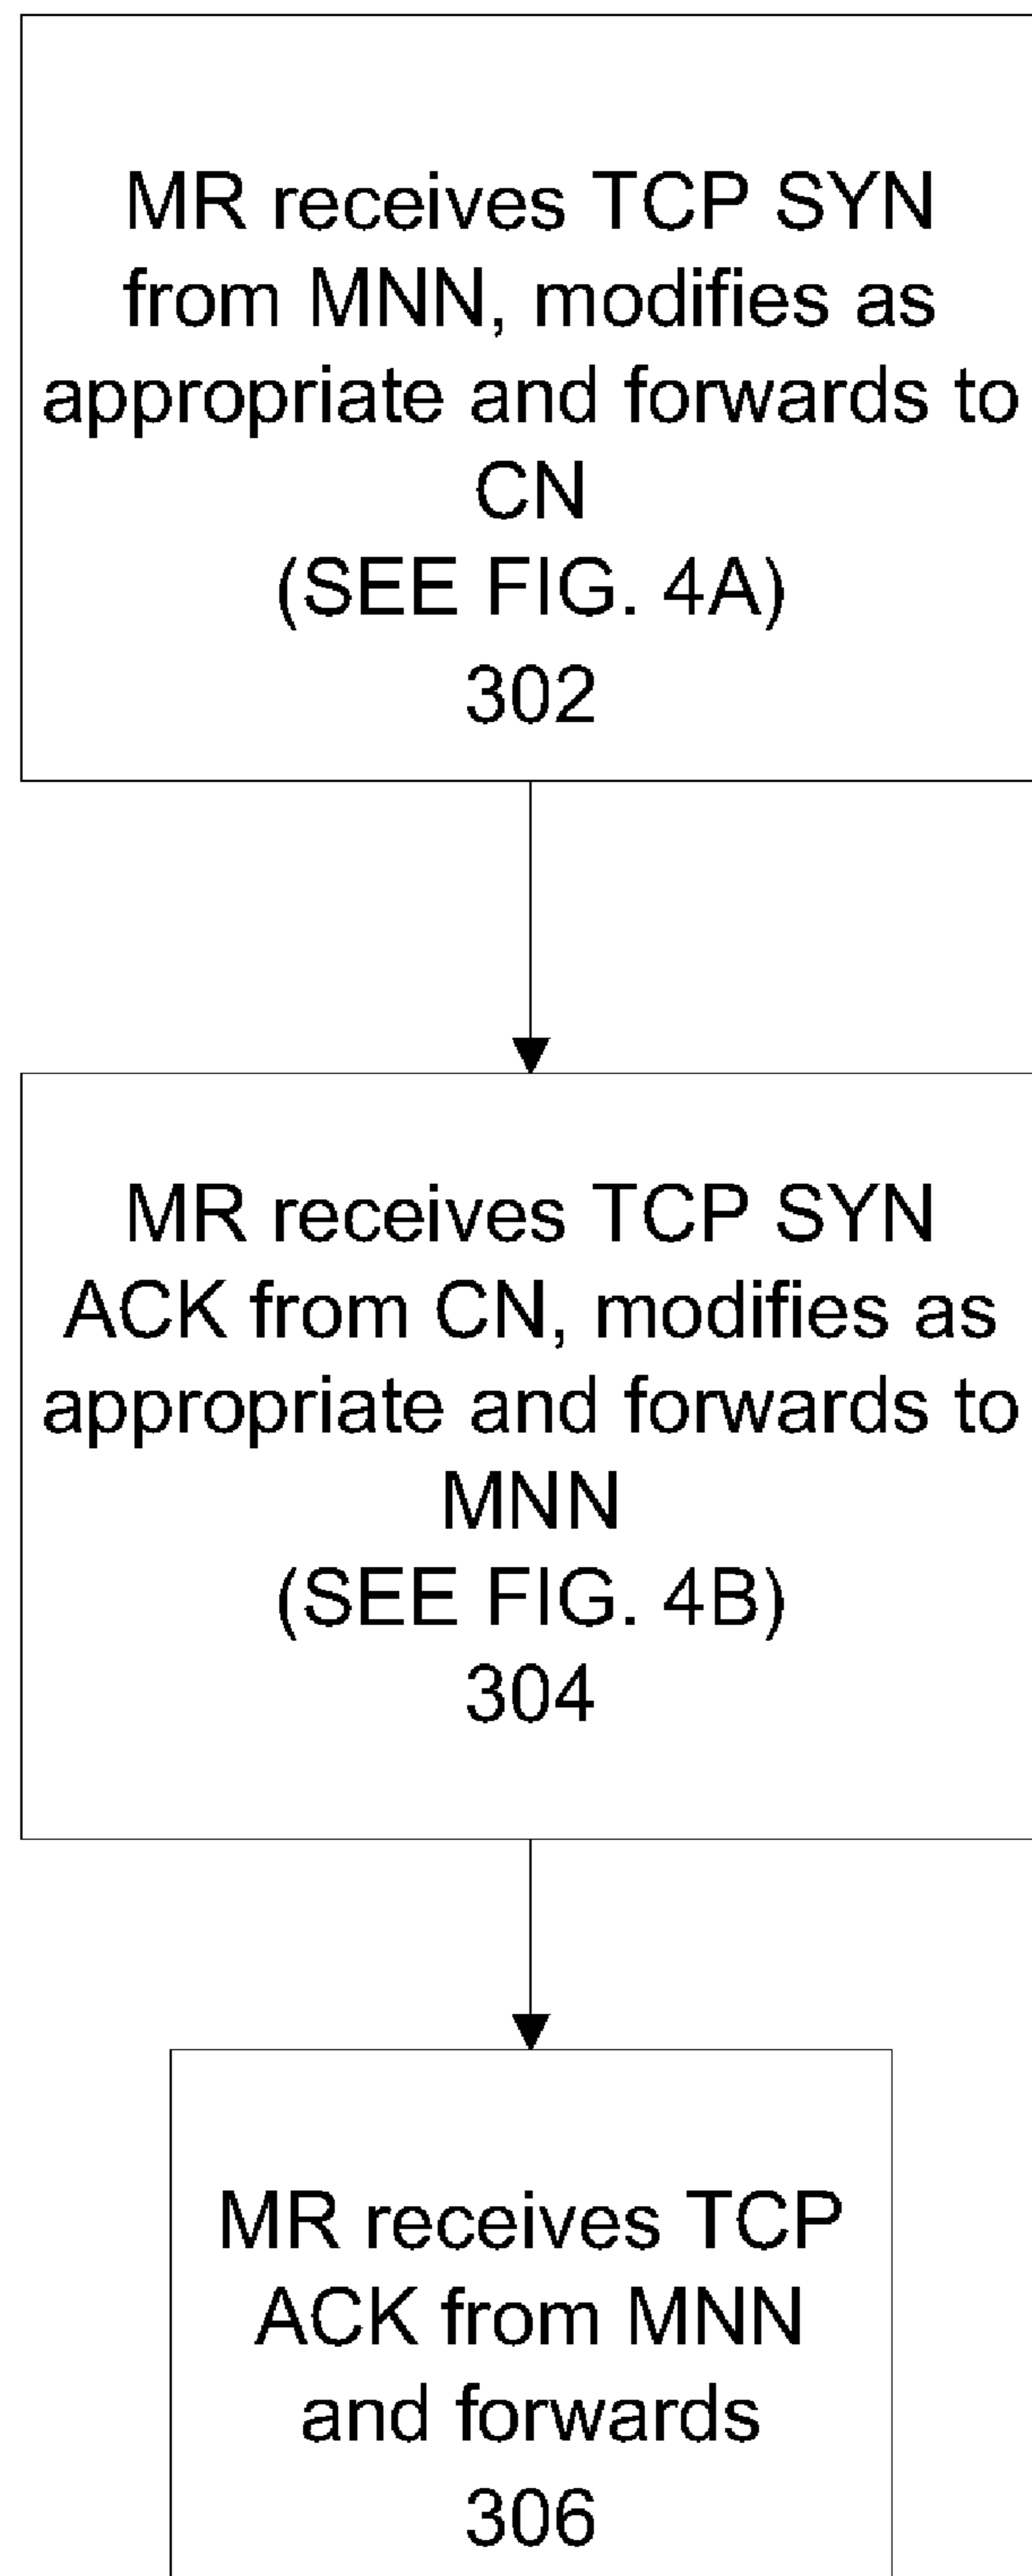 MR receives TCP SYN
from MNN, modifies as
appropriate and forwards to
CN
(SEE FIG. 4A)
302
MR receives TCP SYN
ACK from CN, modifies as
appropriate and forwards to
MNN
(SEE FIG. 4B)
304
MR receives TCP
ACK from MNN
and forwards
306